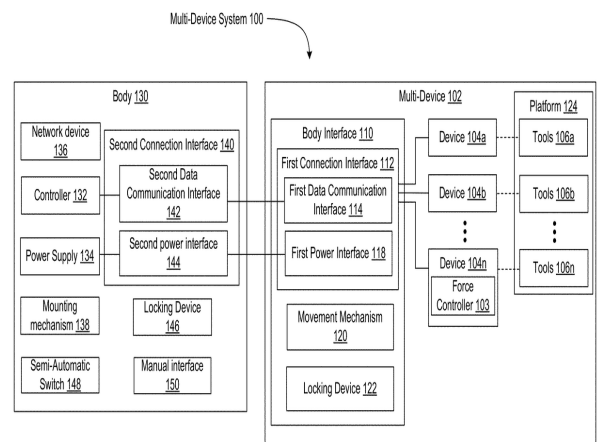 Multi-Device System 100
Body 130
Network device
136
Second Connection Interface 140
Controller 132
Second Data
Communication Interface
142
Power Supply 134
Second power interface
144
Mounting
mechanism 138
Locking Device
146
Semi-Automatic
Switch 148
Manual interface
150
Multi-Device 102
Body Interface 110
First Connection Interface 112
First Data Communication
Interface 114
First Power Interface 118
Movement Mechanism
120
Locking Device 122
Device 104a
Device 104b
Device 104n
Force
Controller 103
Platform 124
Tools 106a
Tools 106b
Tools 106n